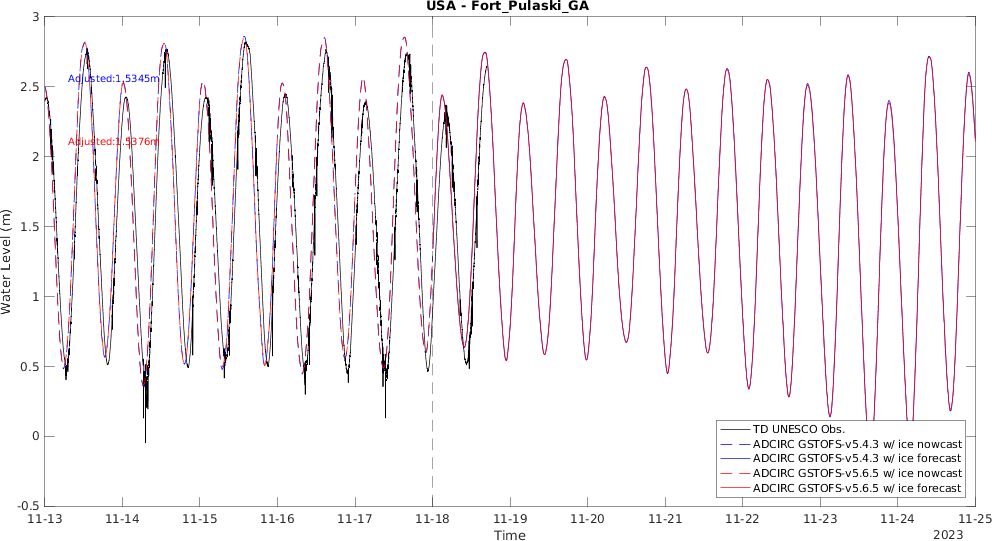 USA - Fort_Pulaski_GA
3
2.5
2
1.5
1
0.5
0
-0.5
Water Level (m)
Adjusted:1.5345m
Adjusted:1.5376m
TD UNESCO Obs.
ADCIRC GSTOFS-v5.4.3 w/ ice nowcast
ADCIRC GSTOFS-v5.4.3 w/ ice forecast
ADCIRC GSTOFS-v5.6.5 w/ ice nowcast
ADCIRC GSTOFS-v5.6.5 w/ ice forecast
11-13 11-14 11-15 11-16 11-17 11-18 11-19 11-20 11-21 11-22 11-23 11-24 11-25
Time
2023